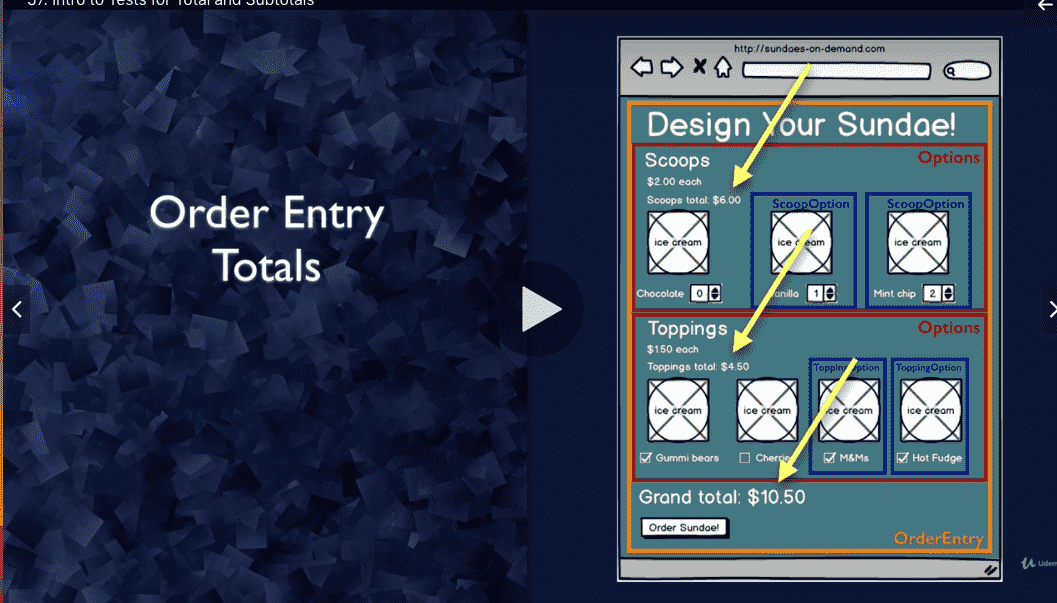 37. Intro to Tests for Total and Subtotals
Order Entry
Totals
http://sundaes-on-demand.com
Design Your Sundae!
Scoops
Options
$2.00 each
Scoops total: $6.00
ScoopOption
ScoopOption
ice cream
ice cream
ice cream
Chocolate 0
Vanilla 1
Mint chip 2
Toppings
Options
$1.50 each
Toppings total: $4.50
ToppingOption
ToppingOption
ice cream
ice cream
ice cream
ice cream
Gummi bears
Cherries
M&Ms
Hot Fudge
Grand total: $10.50
Order Sundae!
OrderEntry
Udem